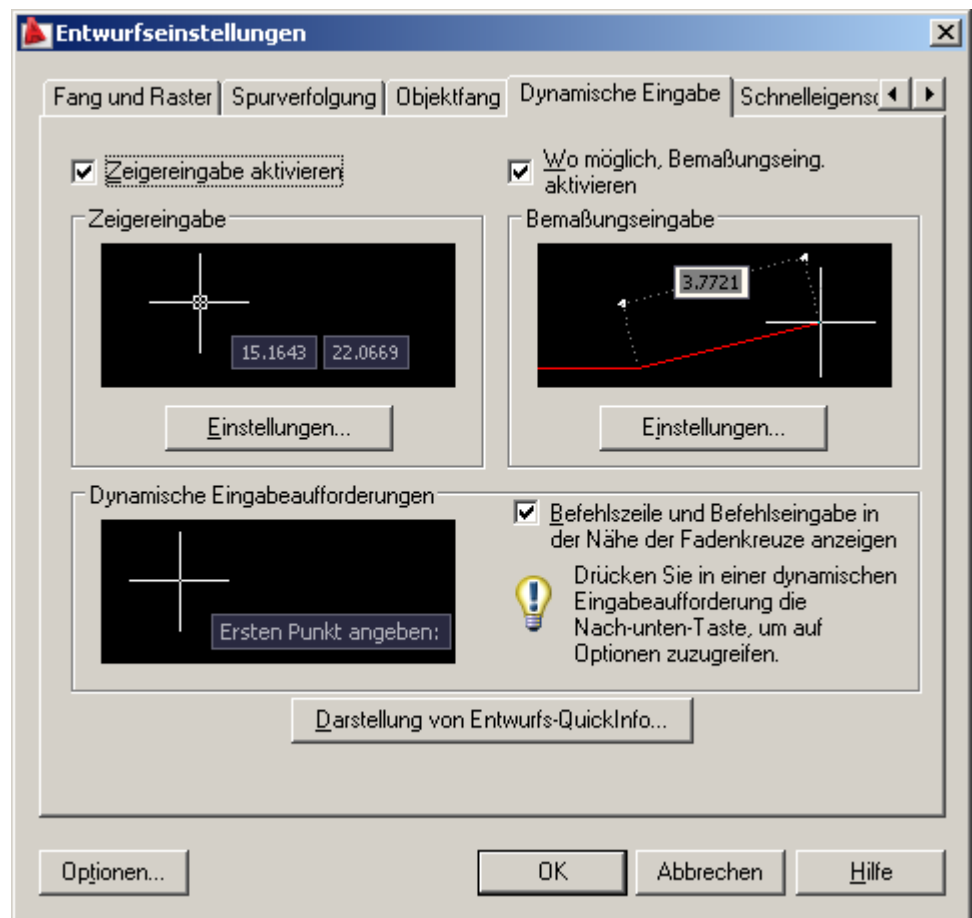 Entwurfseinstellungen
Fang und Raster
Spurverfolgung
Objektfang
Dynamische Eingabe
Schnelleigensc
Zeigereingabe aktivieren
Wo möglich, Bemaßungseing.
aktivieren
Zeigereingabe
15.1643 22.0669
Einstellungen...
Bemaßungseingabe
3.7721
Einstellungen...
Dynamische Eingabeaufforderungen
Ersten Punkt angeben:
Befehlszeile und Befehlseingabe in
der Nähe der Fadenkreuze anzeigen
Drücken Sie in einer dynamischen
Eingabeaufforderung die
Nach-unten-Taste, um auf
Optionen zuzugreifen.
Darstellung von Entwurfs-QuickInfo...
Optionen...
OK
Abbrechen
Hilfe